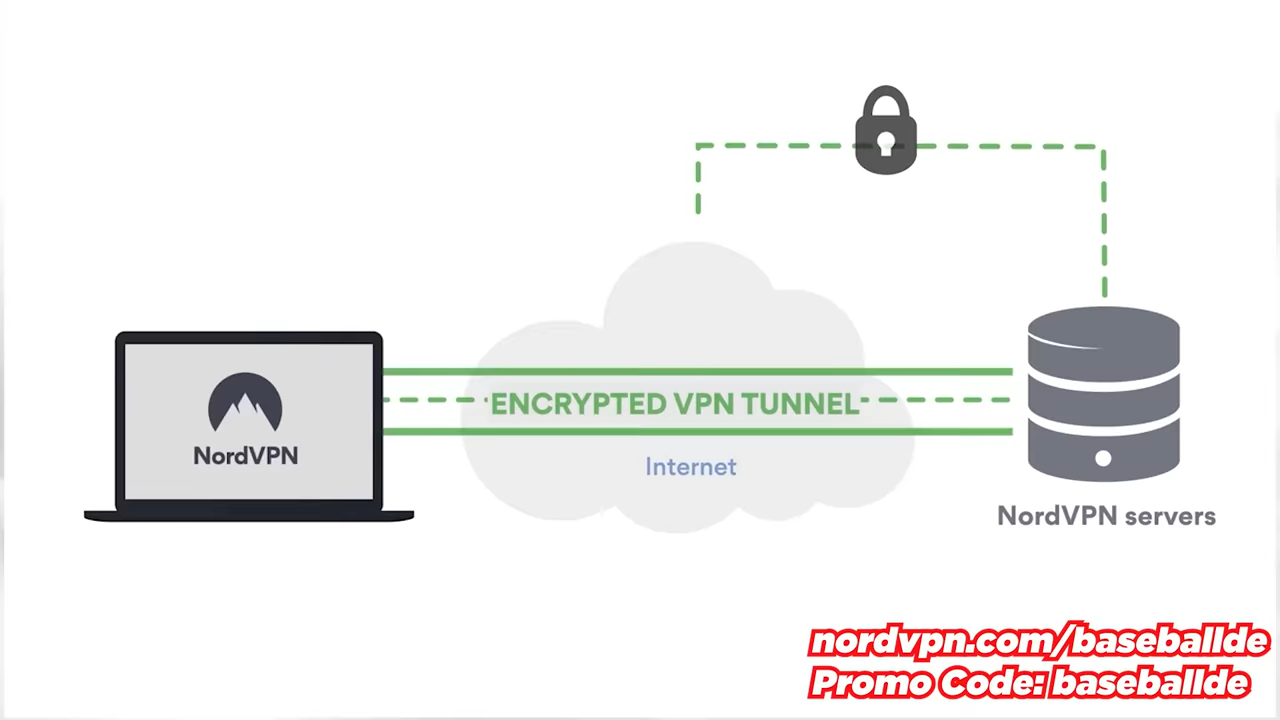 ENCRYPTED VPN TUNNEL
NordVPN
Internet
NordVPN servers
nordvpn.com/baseballde
Promo Code: baseballde